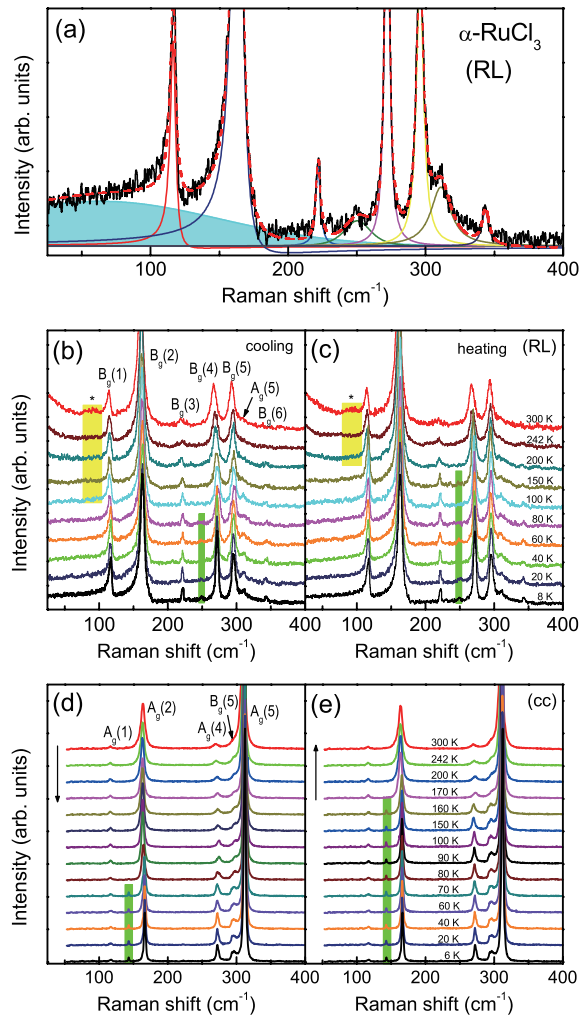 (a)
α-RuCl3
(RL)
Intensity (arb. units)
100 200 300 400
Raman shift (cm-1)
(b) cooling
Bg(1) Bg(2) Bg(3) Bg(4) Bg(5) Ag(5) Bg(6)
*
(c) heating (RL)
*
300 K
242 K
200 K
150 K
100 K
80 K
60 K
40 K
20 K
8 K
Intensity (arb. units)
100 200 300 400
100 200 300 400
Raman shift (cm-1) Raman shift (cm-1)
(d)
Ag(1) Ag(2) Ag(4) Bg(5) Ag(5)
(e) (cc)
300 K
242 K
200 K
170 K
160 K
150 K
100 K
90 K
80 K
70 K
60 K
40 K
20 K
6 K
Intensity (arb. units)
100 200 300 400
100 200 300 400
Raman shift (cm-1) Raman shift (cm-1)